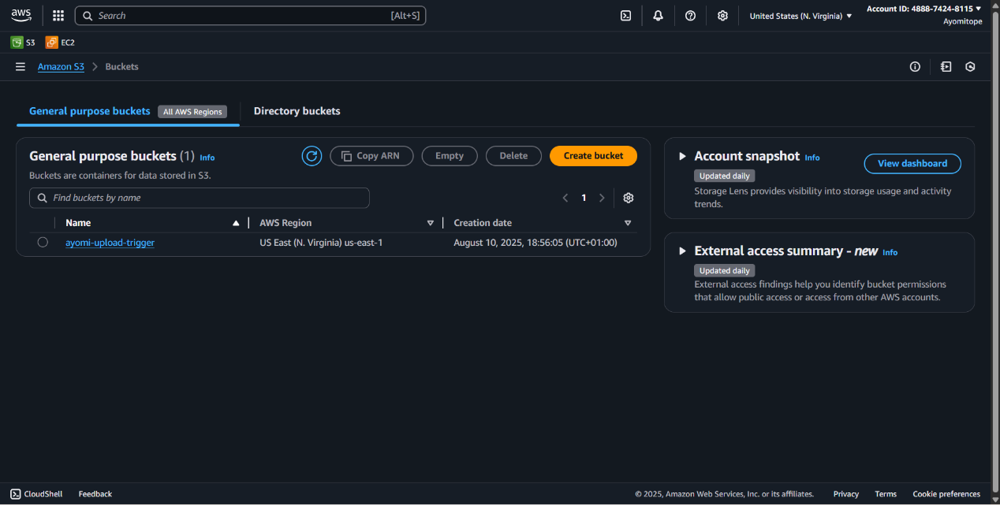 aws
Search [Alt+S]
United States (N. Virginia)
Account ID: 4888-7424-8115
Ayomitope
S3 EC2
Amazon S3 Buckets
General purpose buckets All AWS Regions Directory buckets
General purpose buckets (1) Info
Copy ARN Empty Delete Create bucket
Buckets are containers for data stored in S3.
Find buckets by name
1
Name AWS Region Creation date
ayomi-upload-trigger US East (N. Virginia) us-east-1 August 10, 2025, 18:56:05 (UTC+01:00)
Account snapshot Info
View dashboard
Updated daily
Storage Lens provides visibility into storage usage and activity
trends.
External access summary - new Info
Updated daily
External access findings help you identify bucket permissions
that allow public access or access from other AWS accounts.
CloudShell Feedback © 2025, Amazon Web Services, Inc. or its affiliates. Privacy Terms Cookie preferences